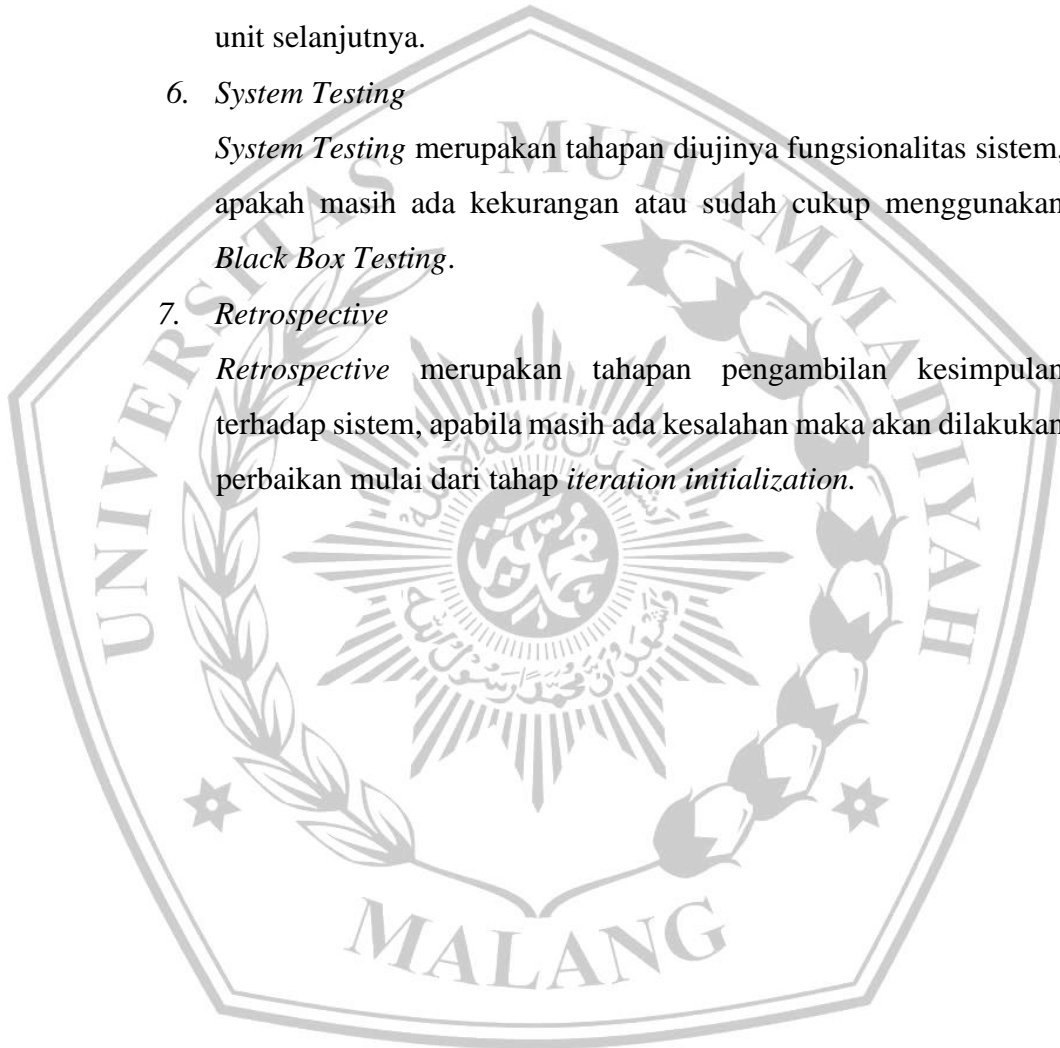 unit selanjutnya.
6. System Testing
System Testing merupakan tahapan diujinya fungsionalitas sistem,
apakah masih ada kekurangan atau sudah cukup menggunakan
Black Box Testing.
7. Retrospective
Retrospective merupakan tahapan pengambilan kesimpulan
terhadap sistem, apabila masih ada kesalahan maka akan dilakukan
perbaikan mulai dari tahap iteration initialization.
UNIVERSITAS MUHAMMADIYAH
MALANG